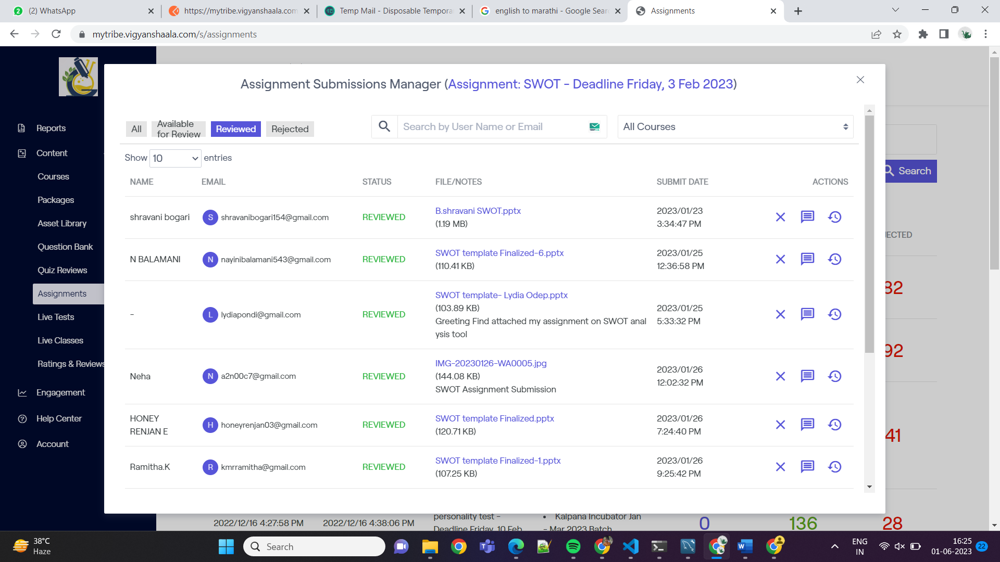 (2) WhatsApp
https://mytribe.vigyanshaala.com
Temp Mail - Disposable Tempora
english to marathi - Google Sear
Assignments
mytribe.vigyanshaala.com/s/assignments
Assignment Submissions Manager (Assignment: SWOT - Deadline Friday, 3 Feb 2023)
Reports
Content
Courses
Packages
Asset Library
Question Bank
Quiz Reviews
Assignments
Live Tests
Live Classes
Ratings & Reviews
Engagement
Help Center
Account
All
Available for Review
Reviewed
Rejected
Search by User Name or Email
All Courses
Show 10 entries
Search
NAME EMAIL STATUS FILE/NOTES SUBMIT DATE ACTIONS
shravani bogari S shravanibogari154@gmail.com REVIEWED B.shravani SWOT.pptx
(1.19 MB)
2023/01/23
3:34:47 PM
N BALAMANI N nayinibalamani543@gmail.com REVIEWED SWOT template Finalized-6.pptx
(110.41 KB)
2023/01/25
12:36:58 PM
- L lydiapondi@gmail.com REVIEWED SWOT template- Lydia Odep.pptx
(103.89 KB)
Greeting Find attached my assignment on SWOT anal
ysis tool
2023/01/25
5:33:32 PM
Neha N a2n00c7@gmail.com REVIEWED IMG-20230126-WA0005.jpg
(144.08 KB)
SWOT Assignment Submission
2023/01/26
12:02:32 PM
HONEY
RENJAN E
H honeyrenjan03@gmail.com REVIEWED SWOT template Finalized.pptx
(120.71 KB)
2023/01/26
7:24:40 PM
Ramitha.K R kmrramitha@gmail.com REVIEWED SWOT template Finalized-1.pptx
(107.25 KB)
2023/01/26
9:25:42 PM
JECTED
82
92
41
2022/12/16 4:27:58 PM 2022/12/16 4:38:06 PM
personality test -
Deadline Friday, 10 Feb
• Kalpana Incubator Jan
- Mar 2023 Batch
0 136 28
38°C
Haze
Search
ENG
IN
16:25
01-06-2023
22